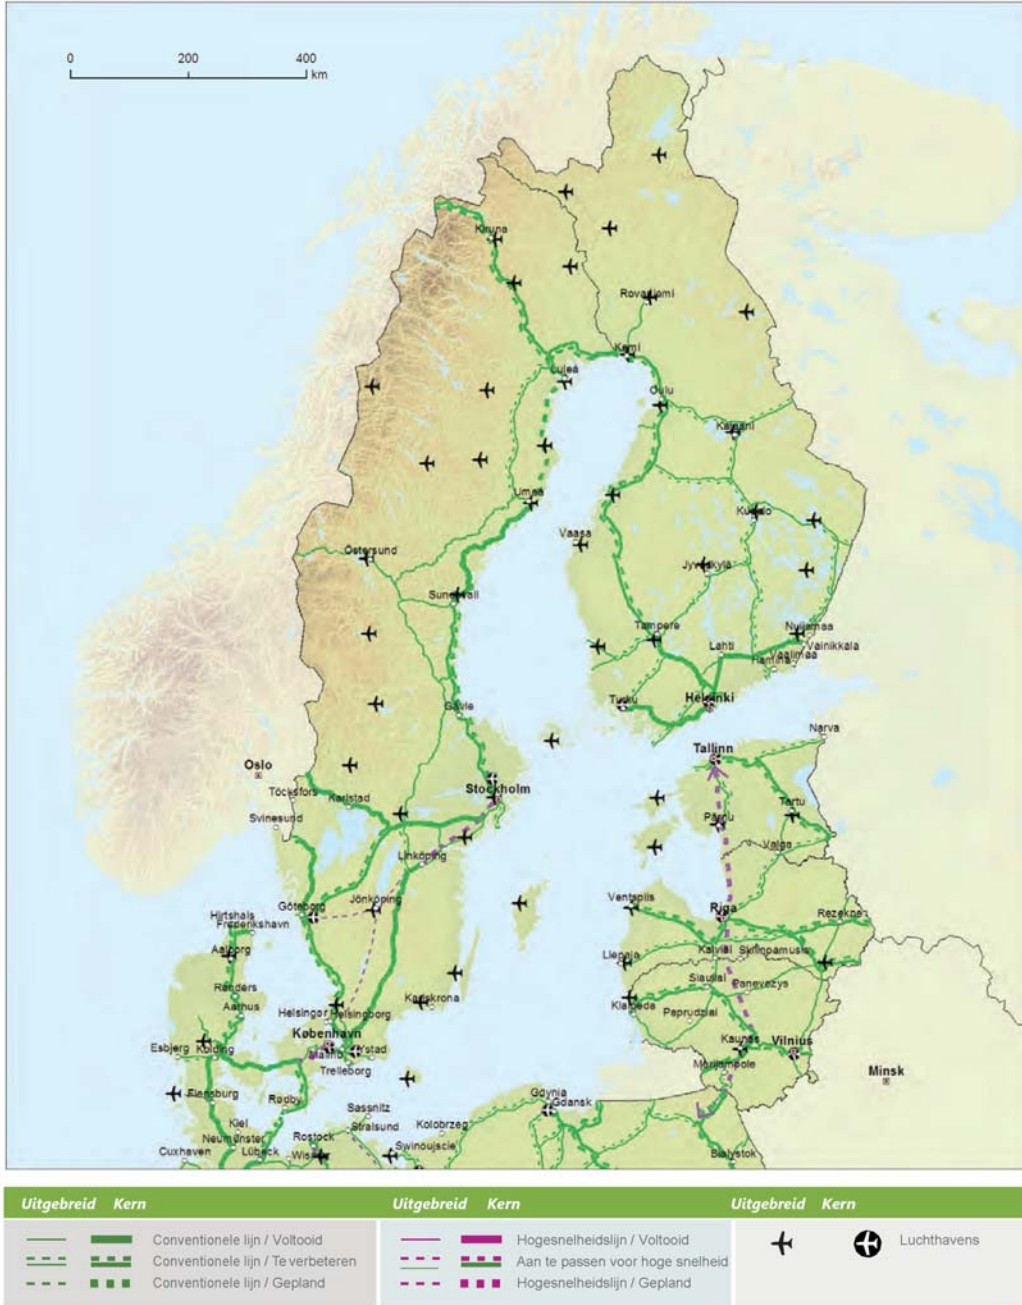 0 200 400
km
Kiruna
Rovaniemi
Kemi
Luleå
Oulu
Kajaani
Umeå
Kuopio
Vaasa
Östersund
Jyväskylä
Sundsvall
Tampere
Nuijamaa
Lahti
Vainikkala
Vaalimaa
Hamina
Turku
Helsinki
Gävle
Narva
Tallinn
Oslo
Stockholm
Töcksfors
Karlstad
Tartu
Svinesund
Pärnu
Valga
Linköping
Jönköping
Ventspils
Göteborg
Riga
Rezekne
Hirtshals
Frederikshavn
Aalborg
Liepaja
Kalviai
Skrinpamusis
Siauliai
Panevezys
Randers
Karlskrona
Aarhus
Klaipeda
Paprudziai
Helsingør
Helsingborg
København
Kaunas
Vilnius
Esbjerg
Kolding
Malmö
Ystad
Trelleborg
Marijampole
Minsk
Flensburg
Rødby
Gdynia
Gdansk
Sassnitz
Kiel
Stralsund
Kolobrzeg
Neumünster
Rostock
Swinoujscie
Cuxhaven
Lübeck
Bialystok
Uitgebreid Kern Uitgebreid Kern Uitgebreid Kern
Conventionele lijn / Voltooid
Conventionele lijn / Te verbeteren
Conventionele lijn / Gepland
Hogesnelheidslijn / Voltooid
Aan te passen voor hoge snelheid
Hogesnelheidslijn / Gepland
Luchthavens